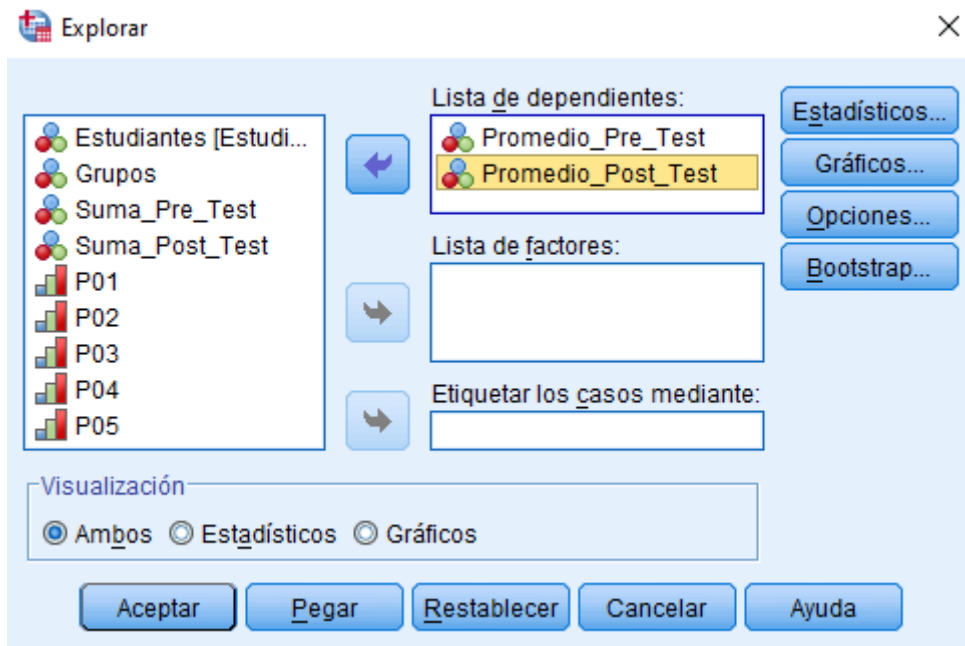 Explorar
Estudiantes [Estudi...
Grupos
Suma_Pre_Test
Suma_Post_Test
P01
P02
P03
P04
P05
Lista de dependientes:
Promedio_Pre_Test
Promedio_Post_Test
Lista de factores:
Etiquetar los casos mediante:
Estadísticos...
Gráficos...
Opciones...
Bootstrap...
Visualización
Ambos Estadísticos Gráficos
Aceptar Pegar Restablecer Cancelar Ayuda